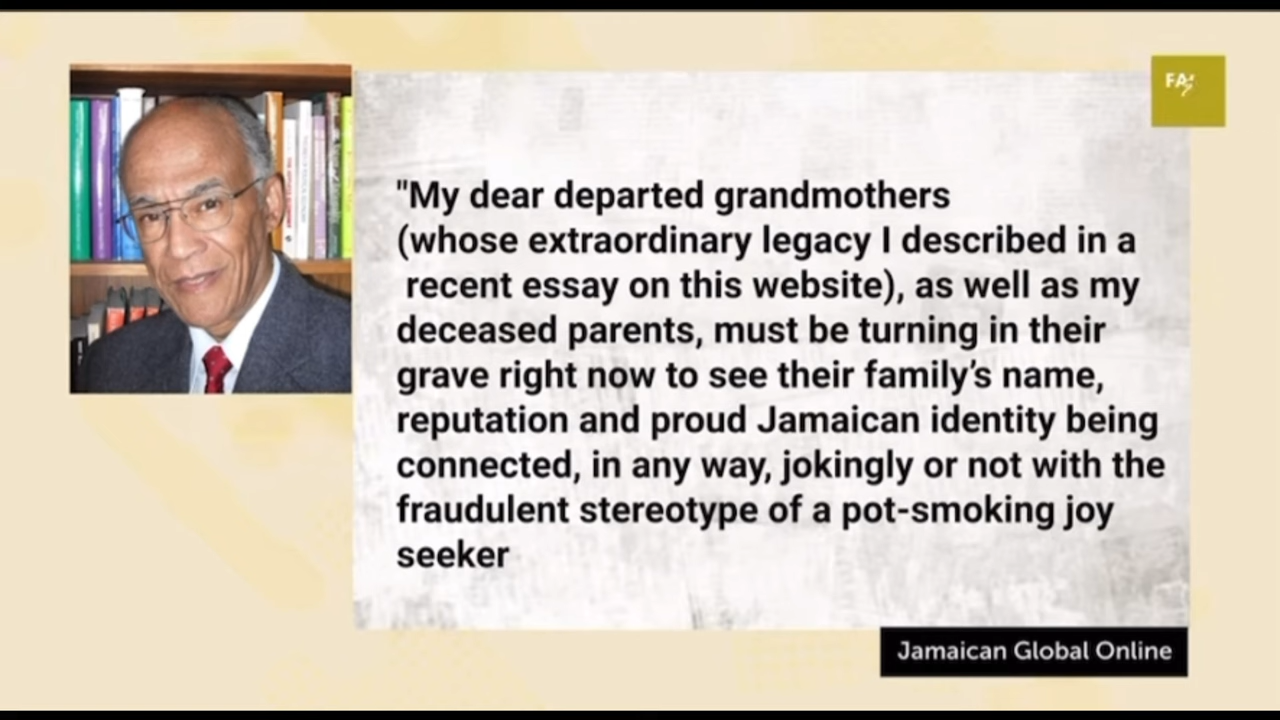 FA
"My dear departed grandmothers
(whose extraordinary legacy I described in a
recent essay on this website), as well as my
deceased parents, must be turning in their
grave right now to see their family’s name,
reputation and proud Jamaican identity being
connected, in any way, jokingly or not with the
fraudulent stereotype of a pot-smoking joy
seeker
Jamaican Global Online